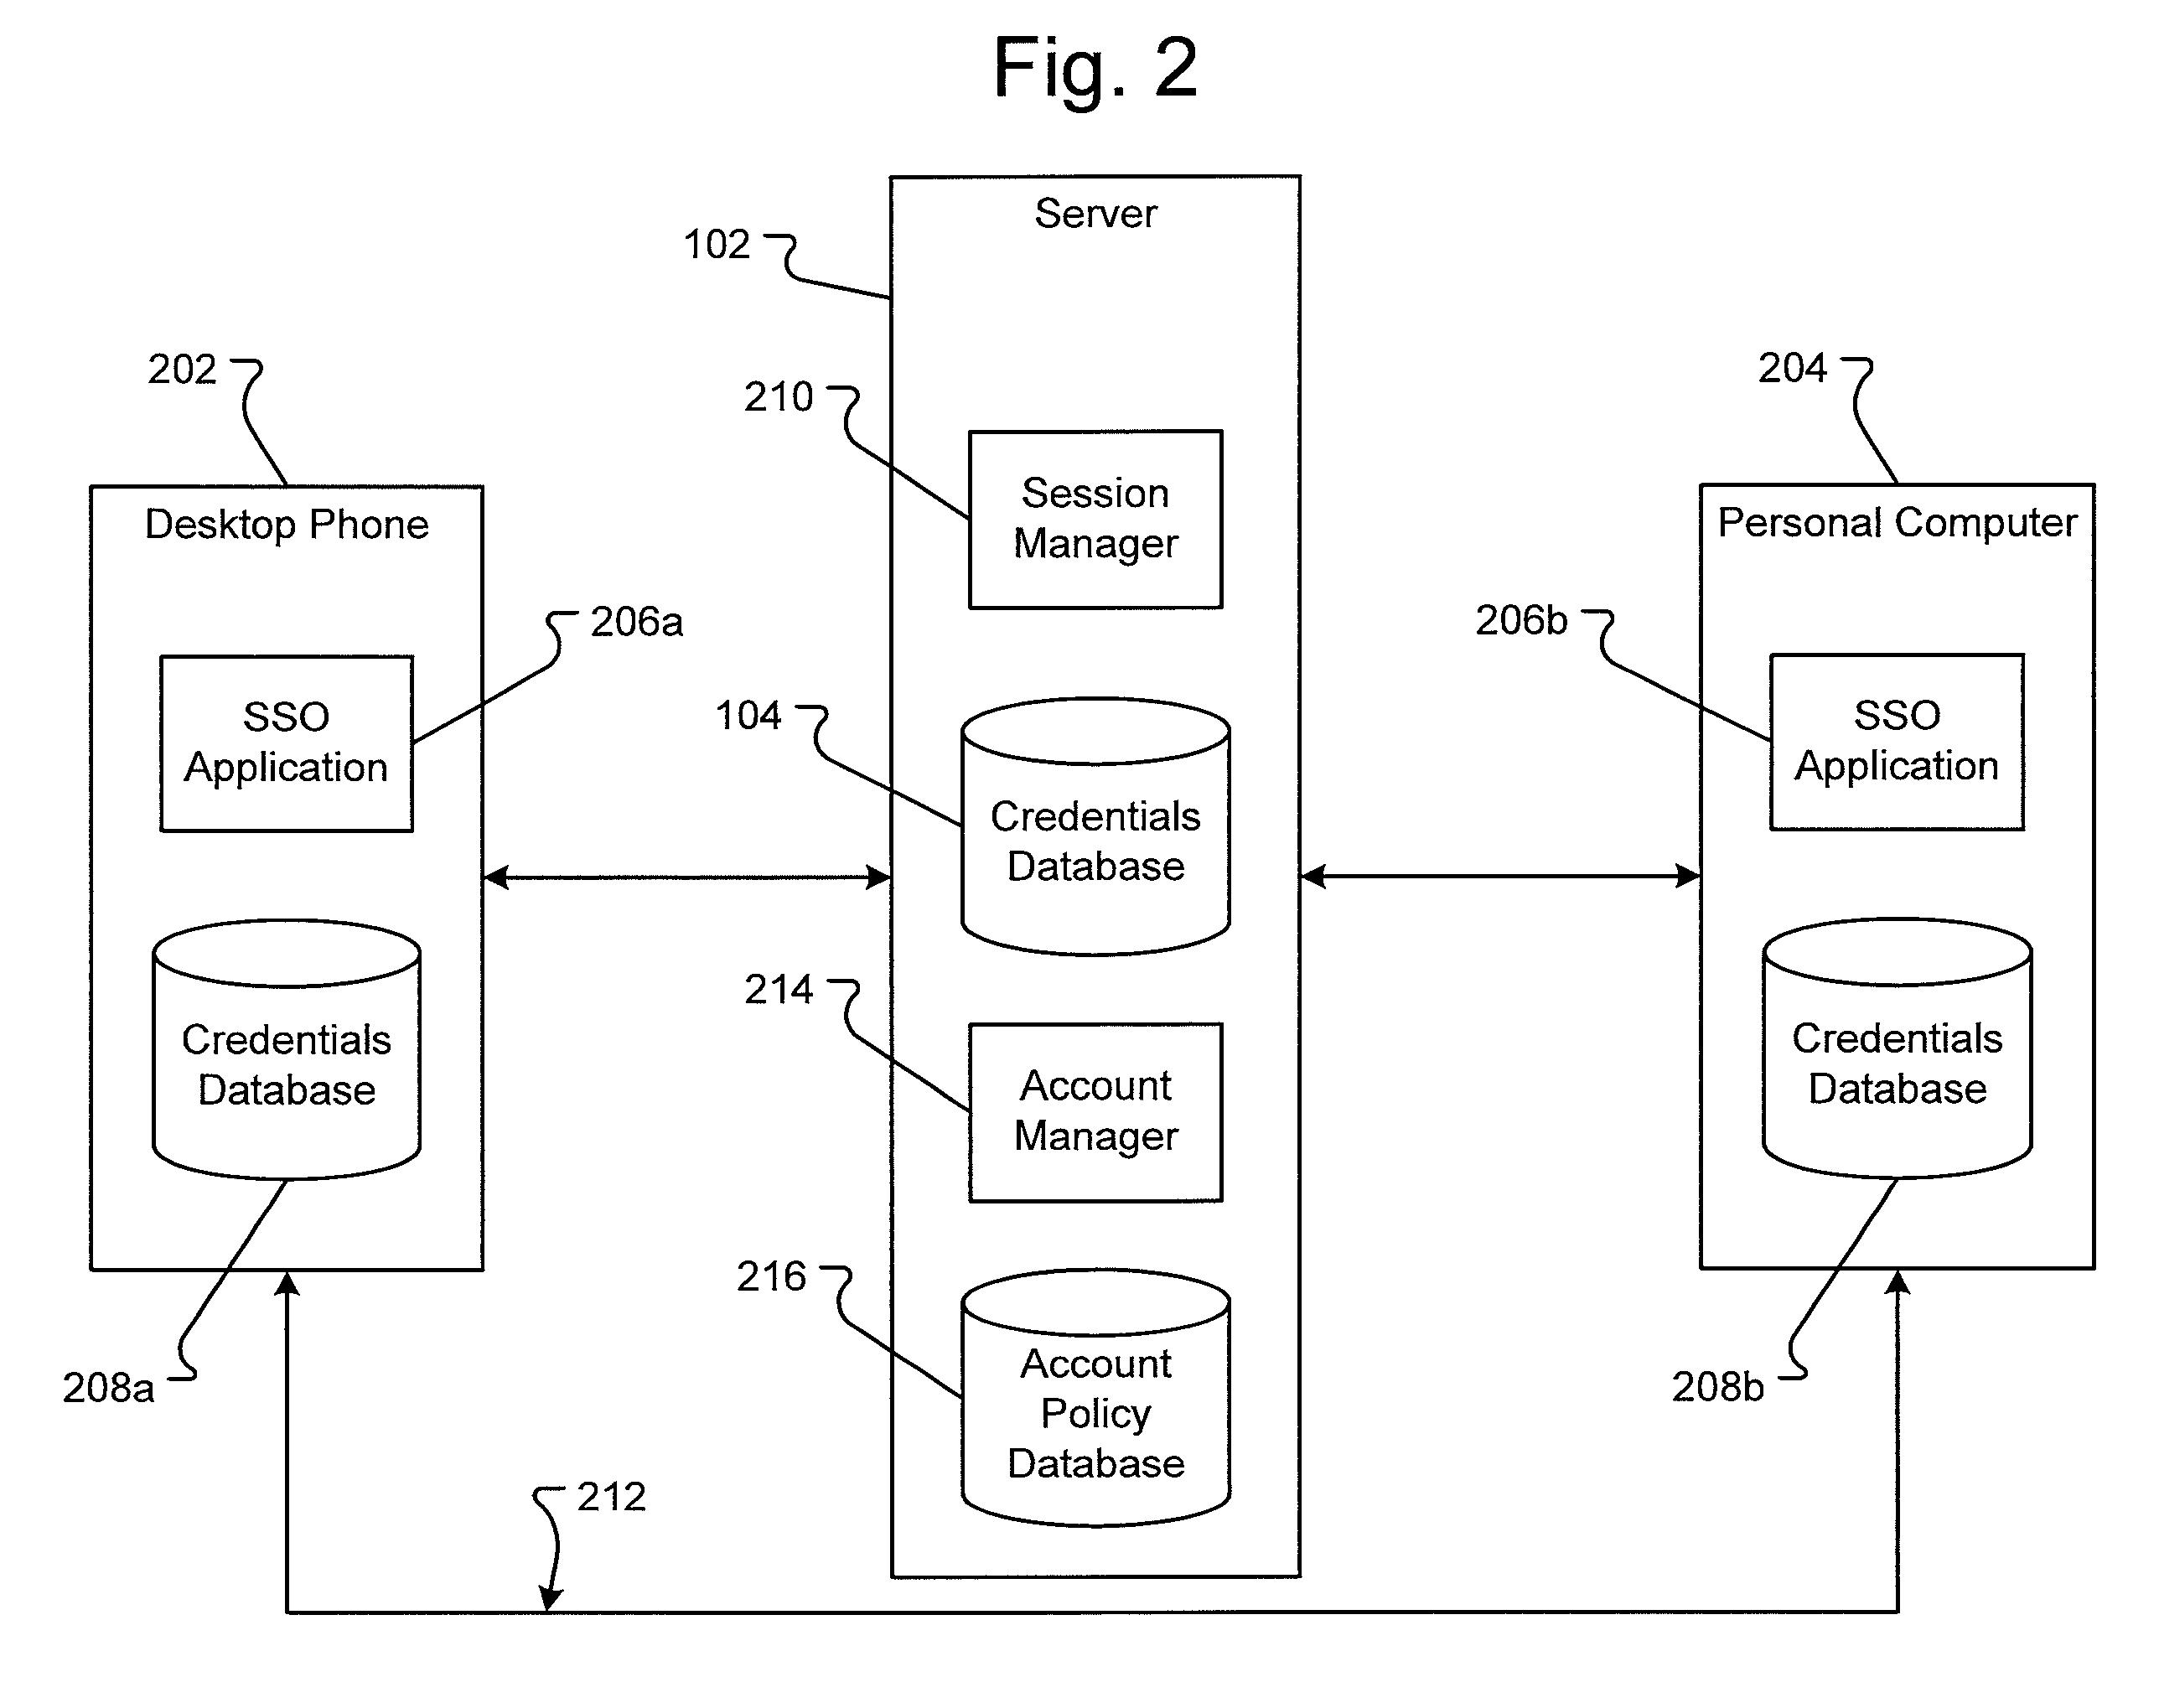 Fig. 2
Server
102
202
204
210
Session
Manager
Desktop Phone
Personal Computer
206a
206b
SSO
Application
104
SSO
Application
Credentials
Database
214
Credentials
Database
Account
Manager
Credentials
Database
216
208a
Account
Policy
Database
208b
212